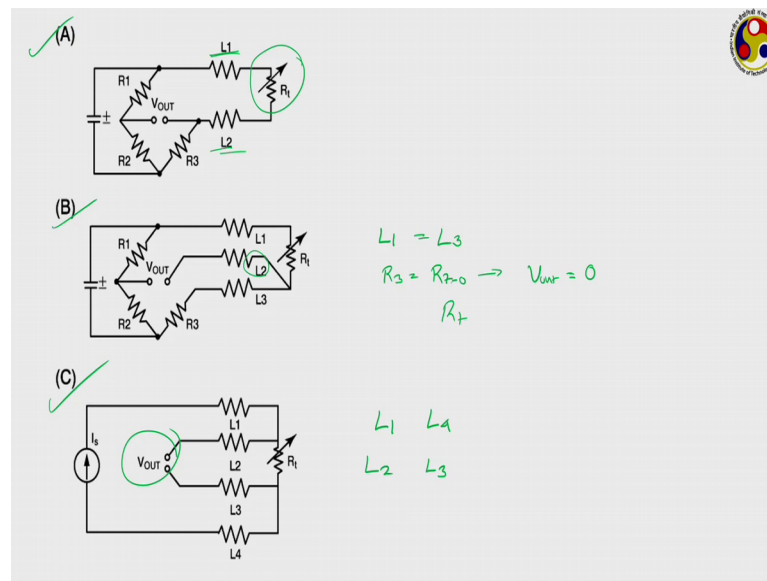 (A)
L1
R1
Rt
VOUT
±
R2
R3
L2
(B)
R1
L1
Rt
VOUT
L2
±
R2
R3
L3
L1 = L3
R3 = RT=0 → Vout = 0
Rt
(C)
L1
Is
VOUT
L2
Rt
L3
L4
L1 L4
L2 L3